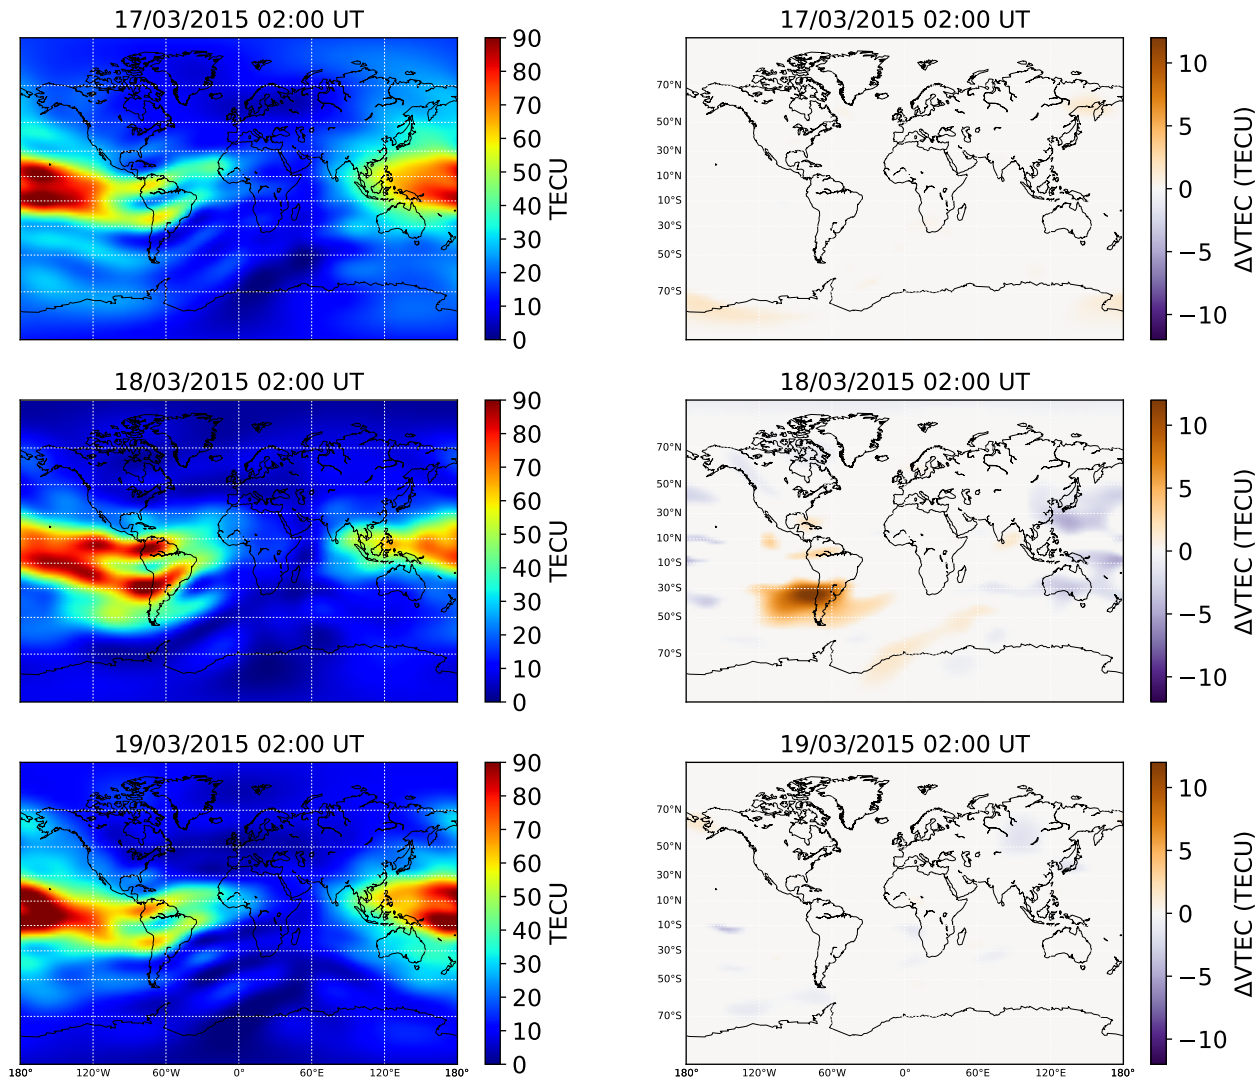 17/03/2015 02:00 UT
90
80
70
60
50
40
30
20
10
0
TECU
17/03/2015 02:00 UT
70°N
50°N
30°N
10°N
10°S
30°S
50°S
70°S
10
5
0
−5
−10
ΔVTEC (TECU)
18/03/2015 02:00 UT
90
80
70
60
50
40
30
20
10
0
TECU
18/03/2015 02:00 UT
70°N
50°N
30°N
10°N
10°S
30°S
50°S
70°S
10
5
0
−5
−10
ΔVTEC (TECU)
19/03/2015 02:00 UT
90
80
70
60
50
40
30
20
10
0
TECU
180° 120°W 60°W 0° 60°E 120°E 180°
19/03/2015 02:00 UT
70°N
50°N
30°N
10°N
10°S
30°S
50°S
70°S
10
5
0
−5
−10
ΔVTEC (TECU)
180° 120°W 60°W 0° 60°E 120°E 180°